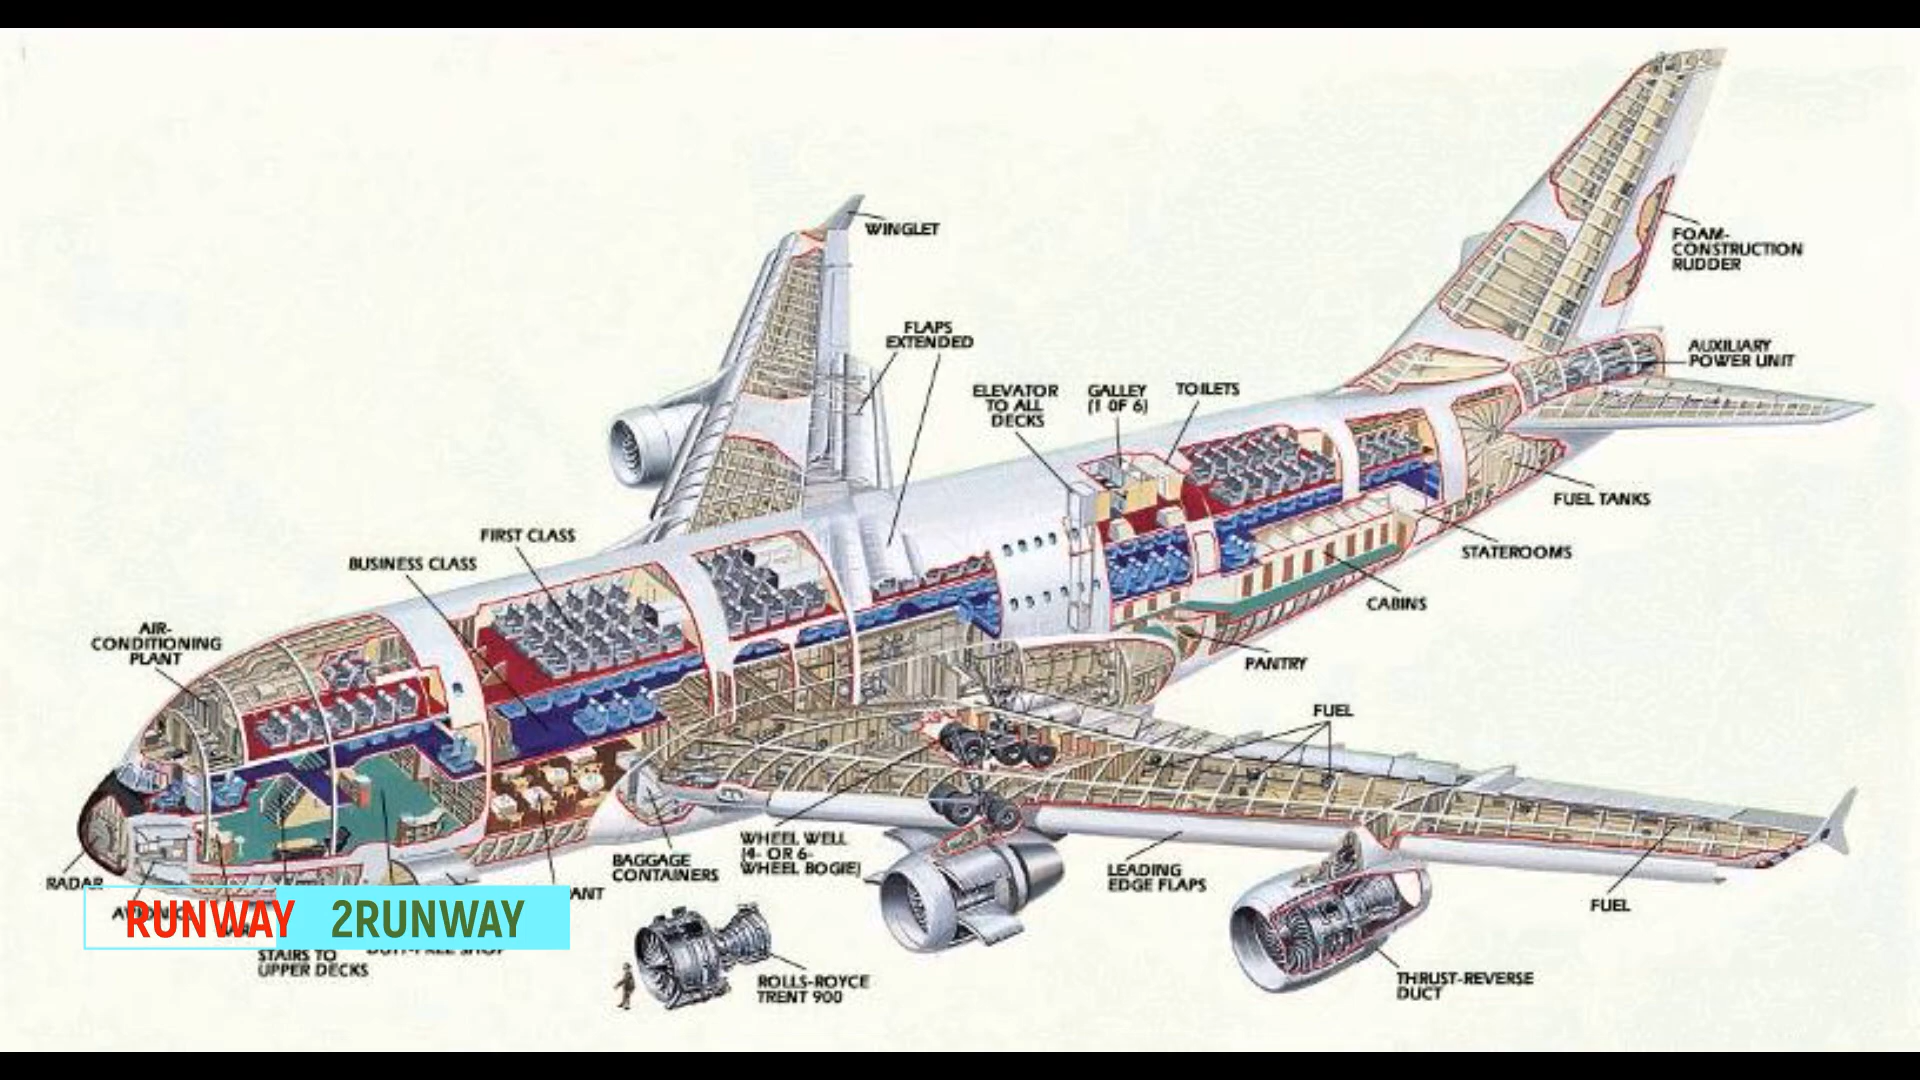 WINGLET
FOAM-
CONSTRUCTION
RUDDER
FLAPS
EXTENDED
AUXILIARY
POWER UNIT
ELEVATOR
TO ALL
DECKS
GALLEY
(1 OF 6)
TOILETS
FUEL TANKS
FIRST CLASS
BUSINESS CLASS
STATEROOMS
CABINS
AIR-
CONDITIONING
PLANT
PANTRY
FUEL
WHEEL WELL
(4- OR 6-
WHEEL BOGIE)
BAGGAGE
CONTAINERS
LEADING
EDGE FLAPS
FUEL
RADAR
RUNWAY 2RUNWAY
STAIRS TO
UPPER DECKS
ROLLS-ROYCE
TRENT 900
THRUST-REVERSE
DUCT